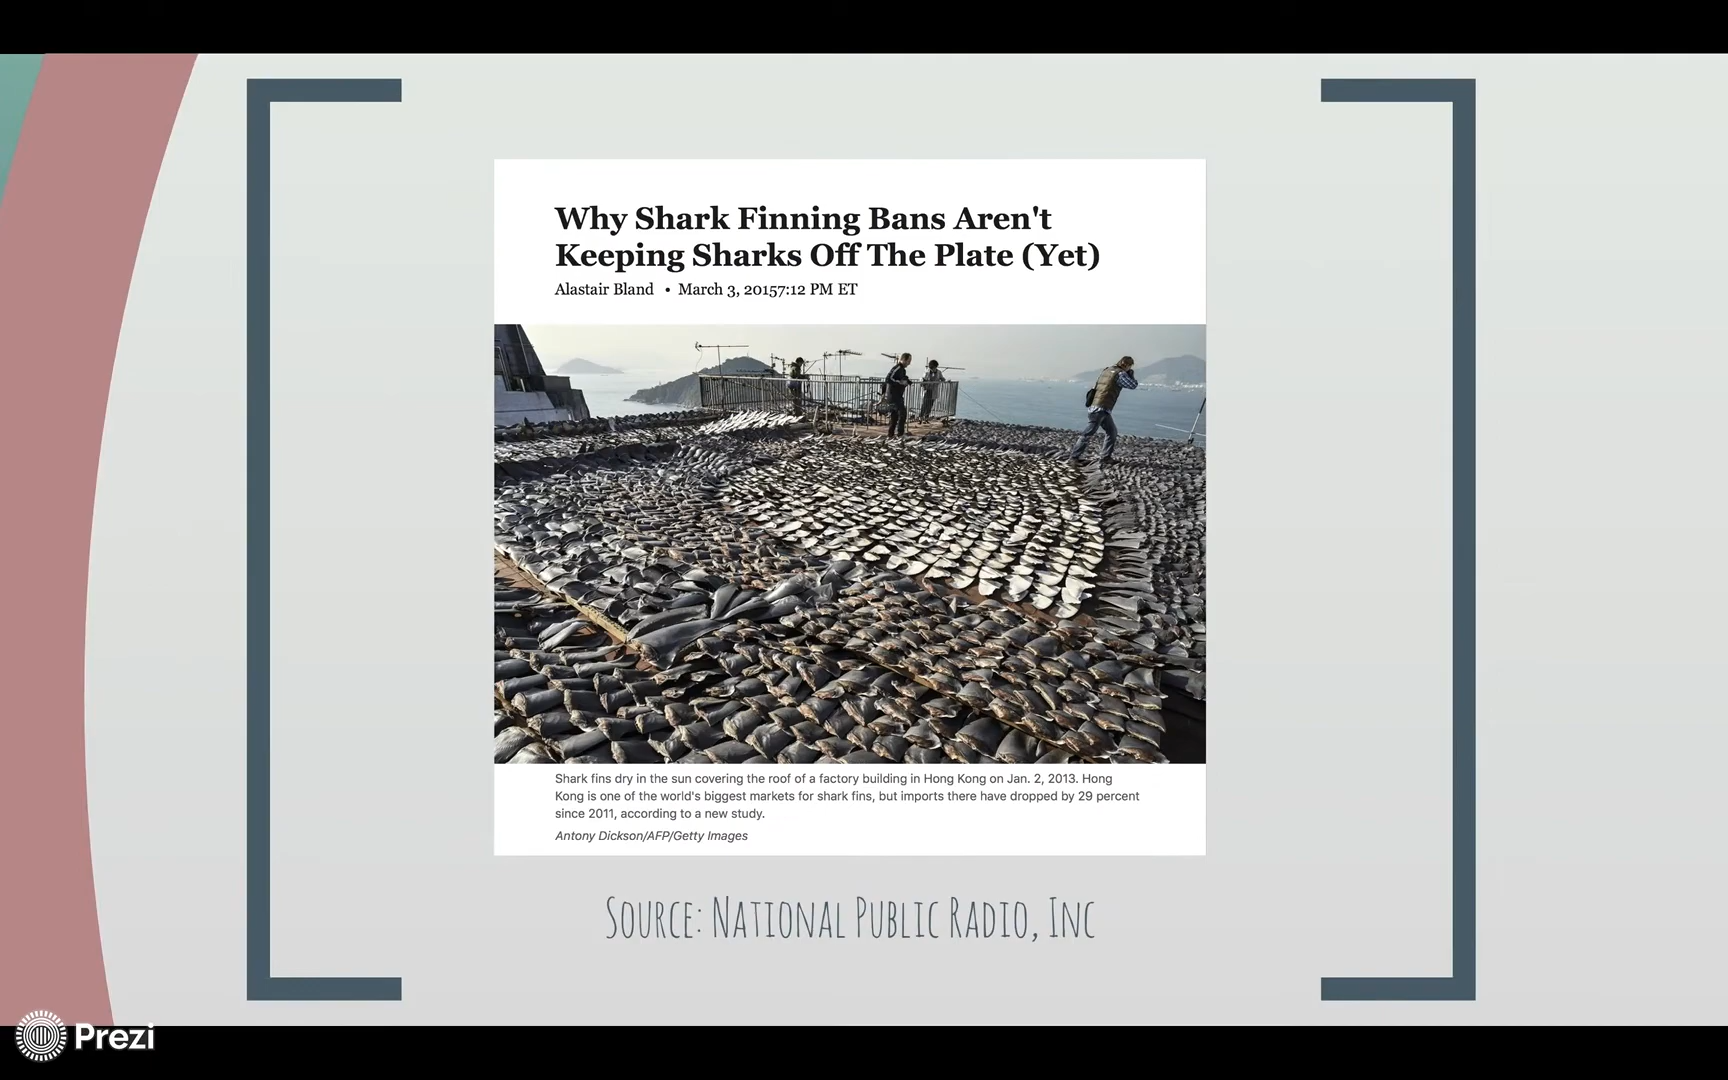 Why Shark Finning Bans Aren't
Keeping Sharks Off The Plate (Yet)
Alastair Bland • March 3, 20157:12 PM ET
Shark fins dry in the sun covering the roof of a factory building in Hong Kong on Jan. 2, 2013. Hong
Kong is one of the world's biggest markets for shark fins, but imports there have dropped by 29 percent
since 2011, according to a new study.
Antony Dickson/AFP/Getty Images
Source: National Public Radio, Inc
Prezi